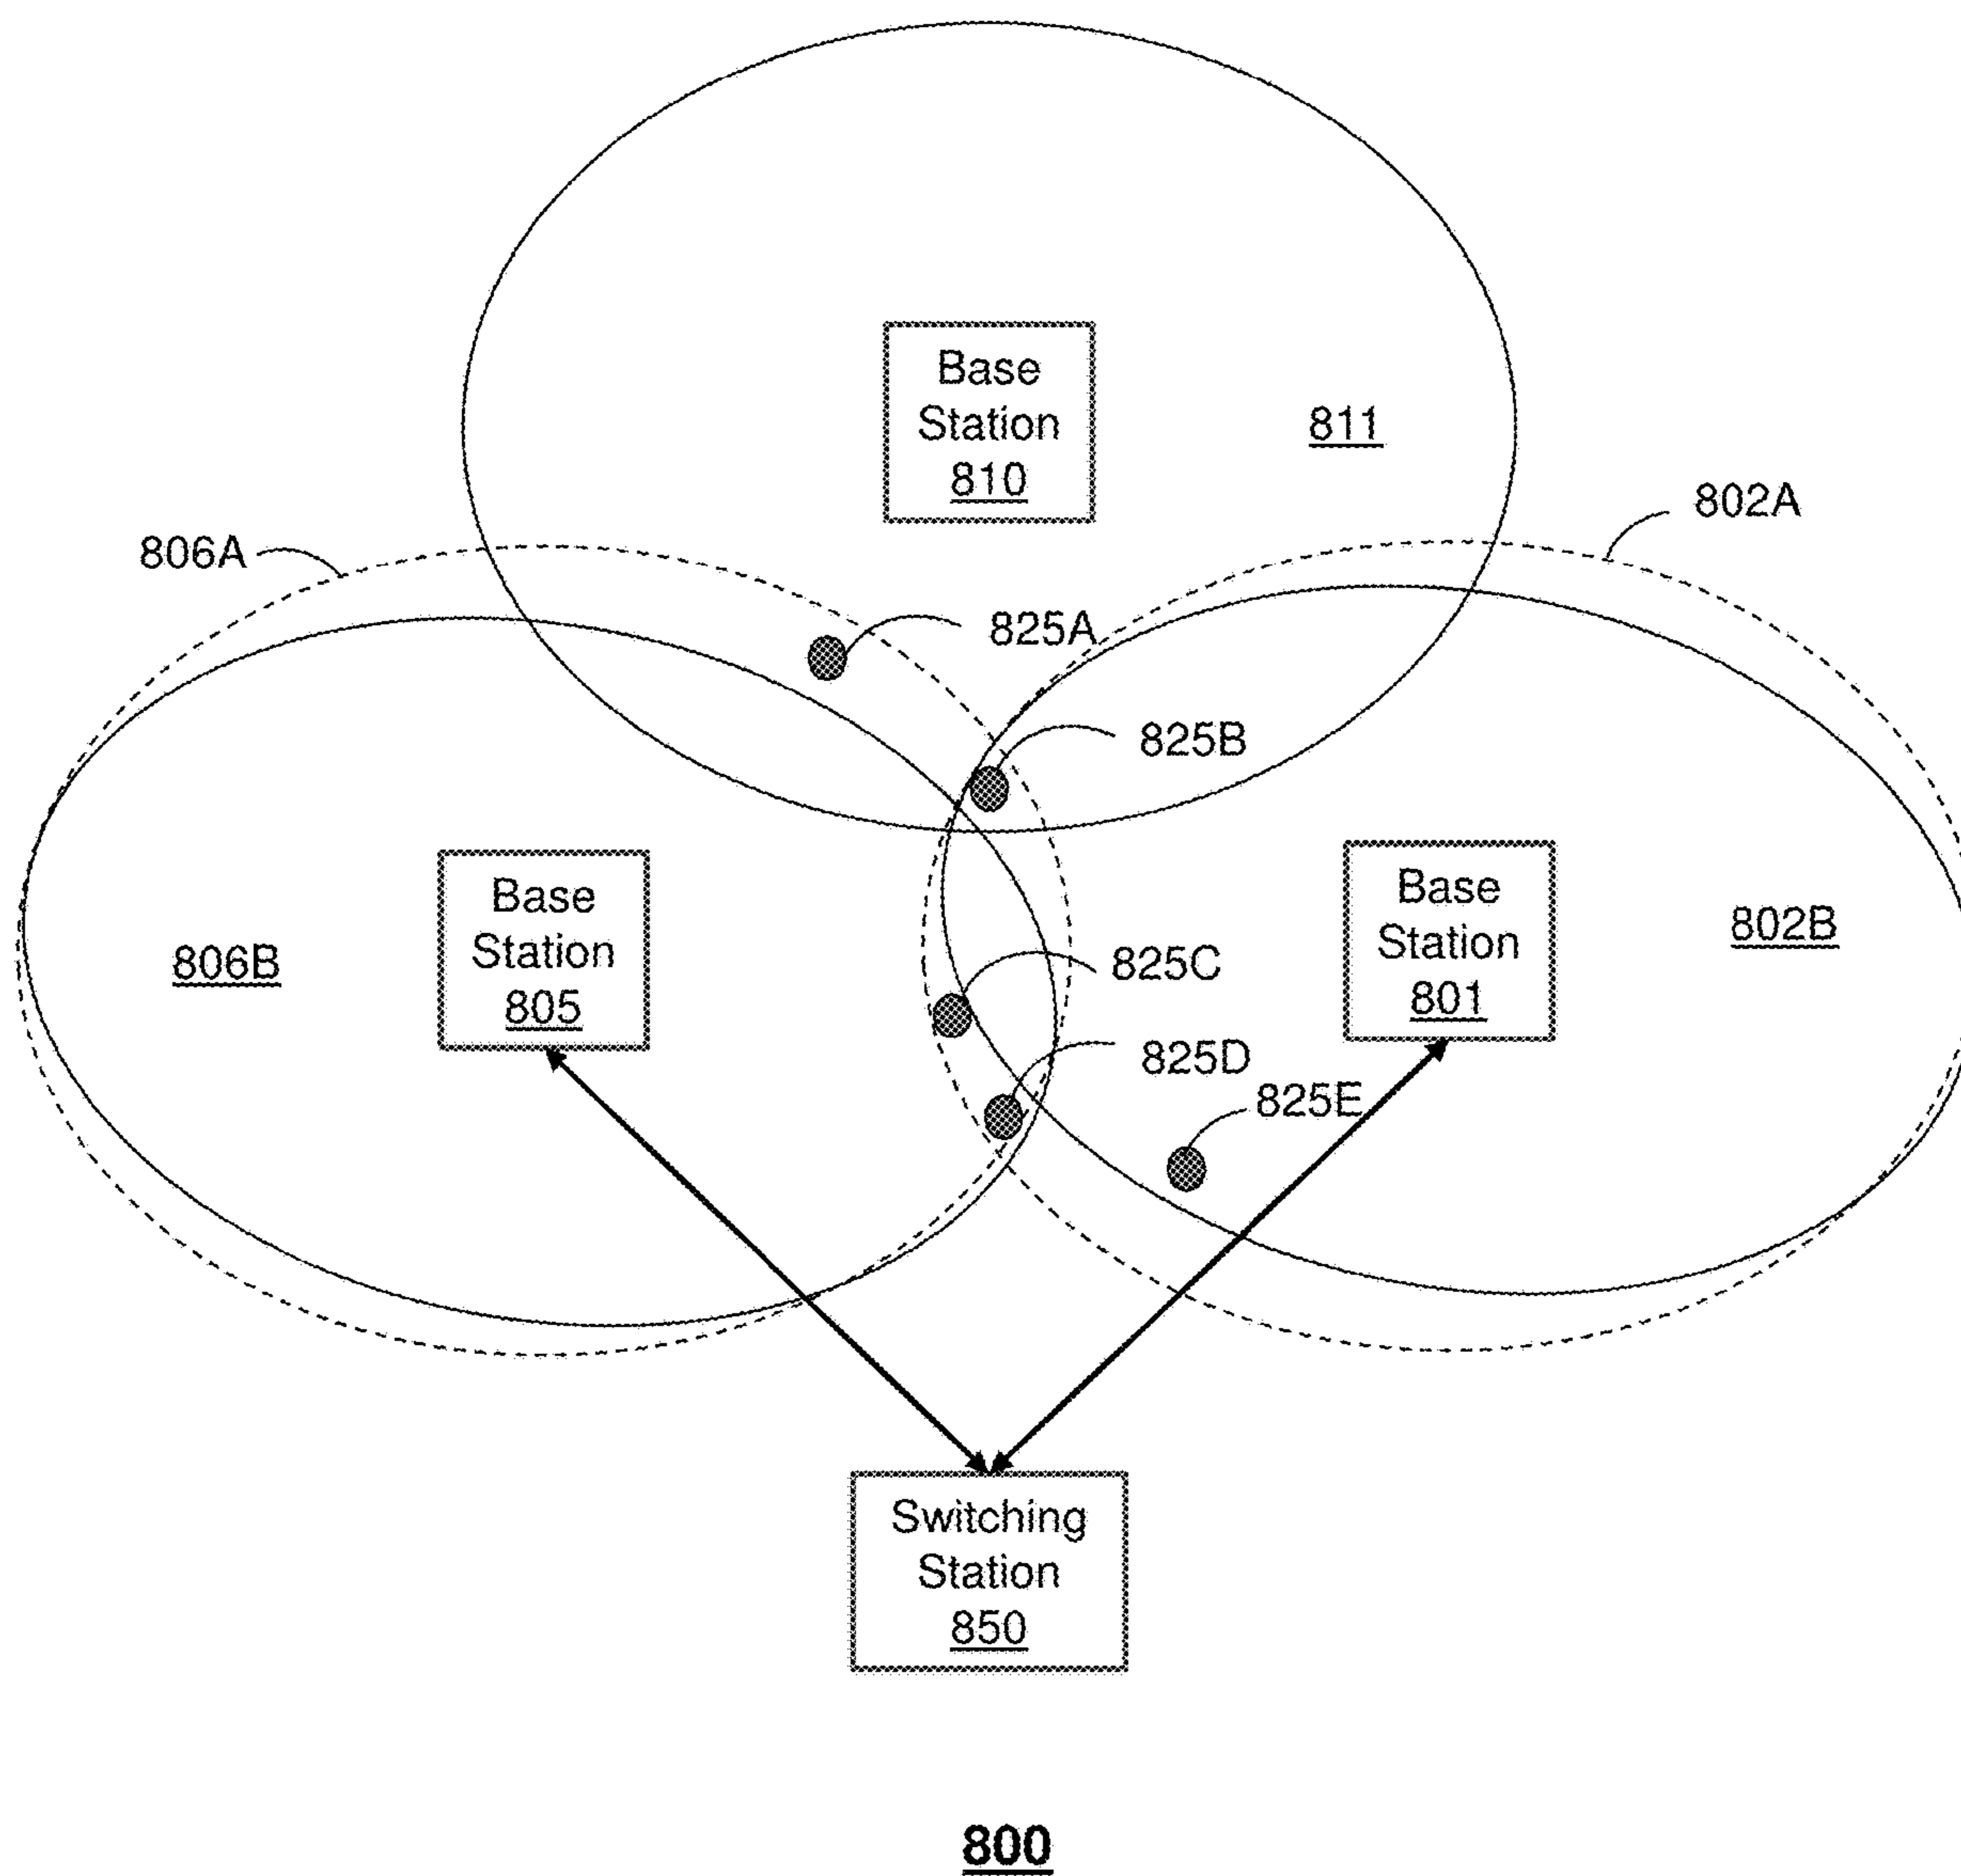 Base
Station
810
811
802A
806A
825A
825B
Base
Station
805
806B
Base
Station
801
802B
825C
825D
825E
Switching
Station
850
800